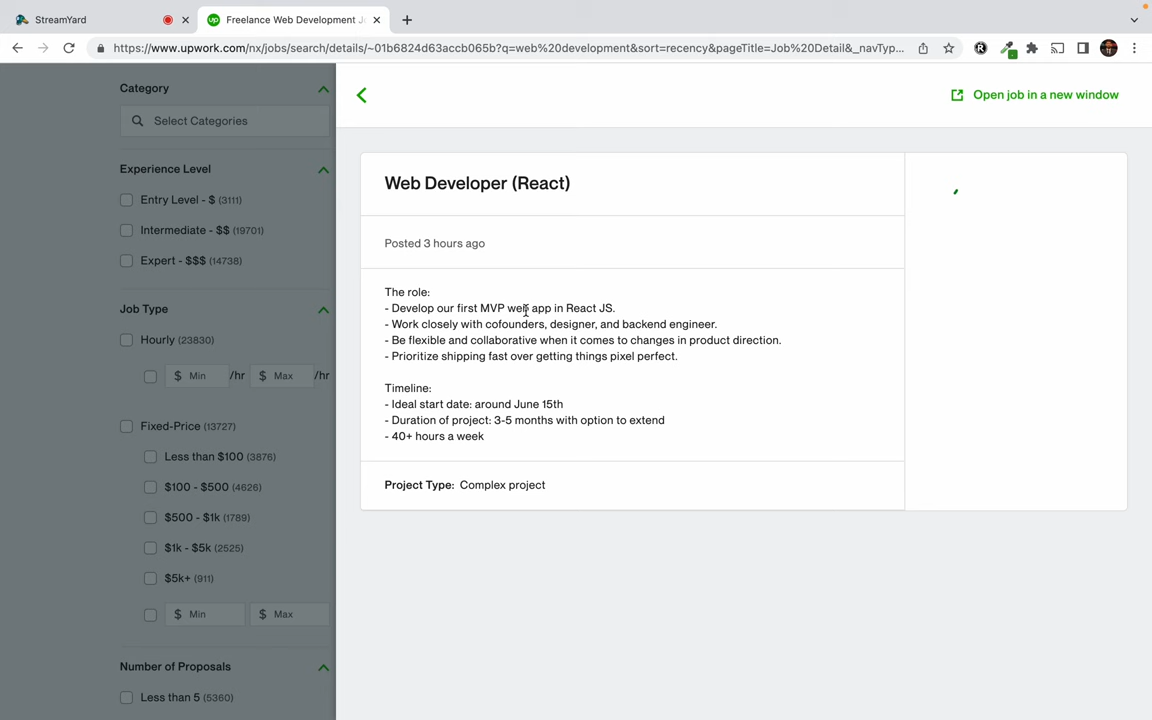 StreamYard
up Freelance Web Development J
https://www.upwork.com/nx/jobs/search/details/~01b6824d63accb065b?q=web%20development&sort=recency&pageTitle=Job%20Detail&_navTyp...
Category
Select Categories
Experience Level
Entry Level - $ (3111)
Intermediate - $$ (19701)
Expert - $$$ (14738)
Job Type
Hourly (23830)
$ Min /hr $ Max /hr
Fixed-Price (13727)
Less than $100 (3876)
$100 - $500 (4626)
$500 - $1k (1789)
$1k - $5k (2525)
$5k+ (911)
$ Min $ Max
Number of Proposals
Less than 5 (5360)
Open job in a new window
Web Developer (React)
Posted 3 hours ago
The role:
- Develop our first MVP web app in React JS.
- Work closely with cofounders, designer, and backend engineer.
- Be flexible and collaborative when it comes to changes in product direction.
- Prioritize shipping fast over getting things pixel perfect.
Timeline:
- Ideal start date: around June 15th
- Duration of project: 3-5 months with option to extend
- 40+ hours a week
Project Type: Complex project